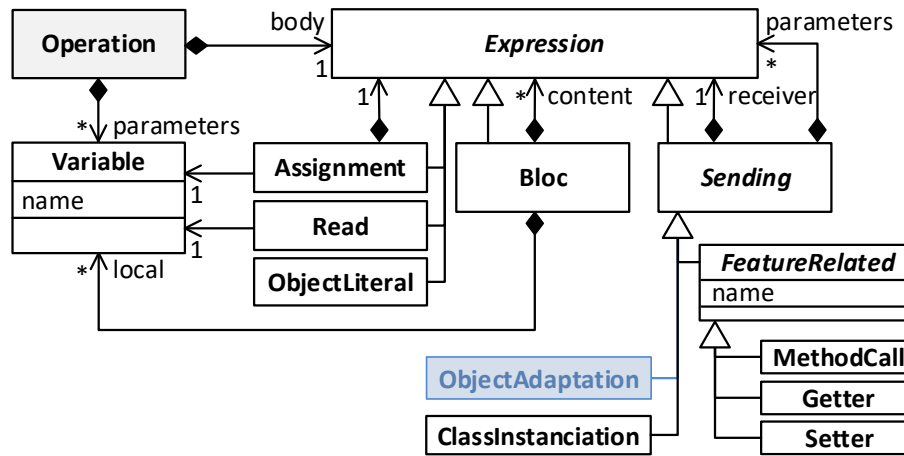 Operation
body
1
Expression
parameters
*
1
* content
1 receiver
* parameters
Variable
name
Assignment
1
Bloc
Sending
Read
1
* local
ObjectLiteral
FeatureRelated
name
ObjectAdaptation
MethodCall
Getter
ClassInstanciation
Setter